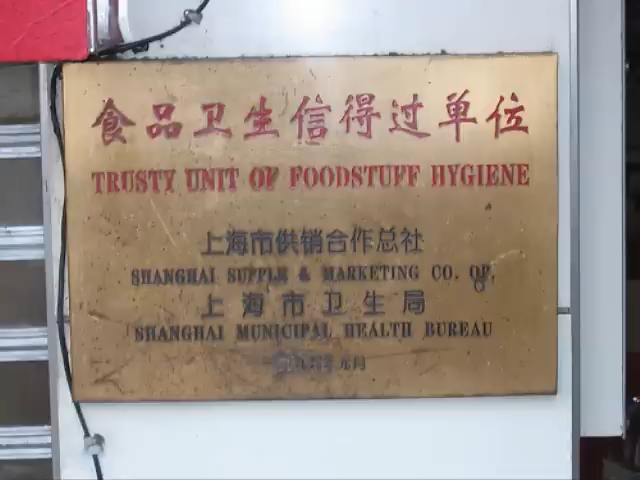 食品卫生信得过单位
TRUSTY UNIT OF FOODSTUFF HYGIENE
上海市供销合作总社
SHANGHAI SUPPLM & MARKETING CO. OP.
上海市卫生局
SHANGHAI MUNICIPAL HEALTH BUREAU